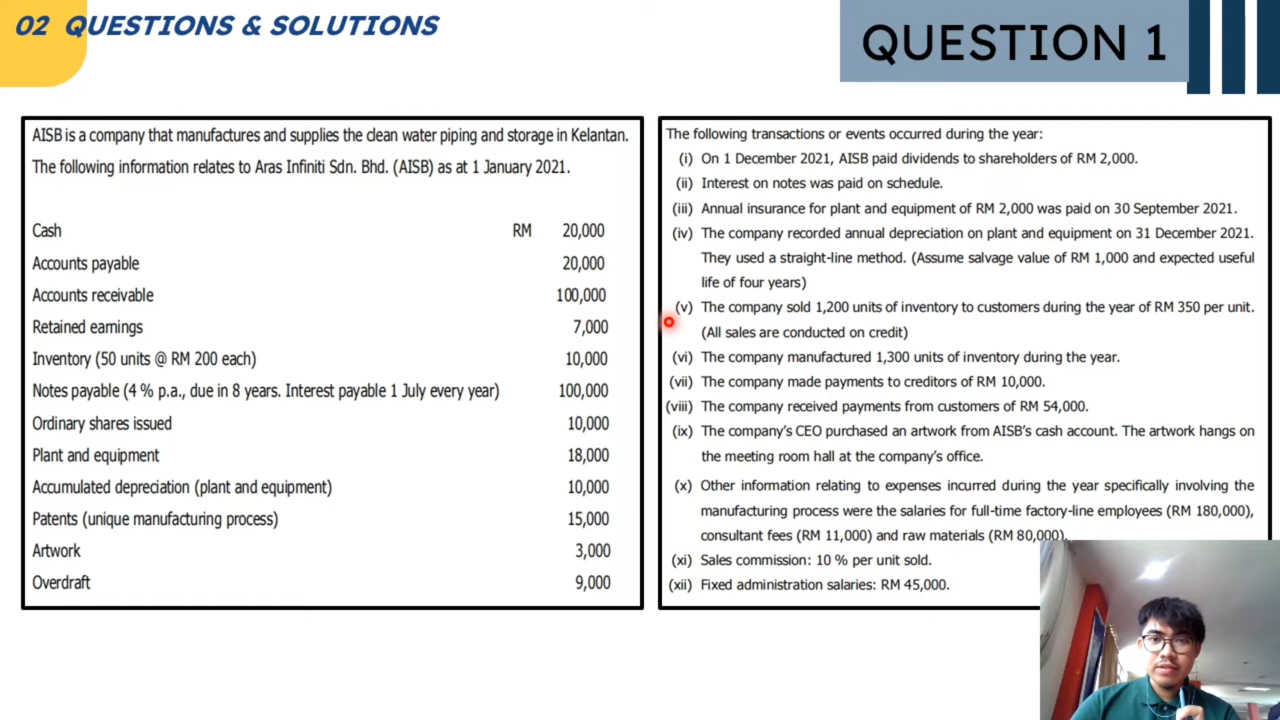 02 QUESTIONS & SOLUTIONS
QUESTION 1
AISB is a company that manufactures and supplies the clean water piping and storage in Kelantan.
The following information relates to Aras Infiniti Sdn. Bhd. (AISB) as at 1 January 2021.
Cash RM 20,000
Accounts payable 20,000
Accounts receivable 100,000
Retained earnings 7,000
Inventory (50 units @ RM 200 each) 10,000
Notes payable (4 % p.a., due in 8 years. Interest payable 1 July every year) 100,000
Ordinary shares issued 10,000
Plant and equipment 18,000
Accumulated depreciation (plant and equipment) 10,000
Patents (unique manufacturing process) 15,000
Artwork 3,000
Overdraft 9,000
The following transactions or events occurred during the year:
(i) On 1 December 2021, AISB paid dividends to shareholders of RM 2,000.
(ii) Interest on notes was paid on schedule.
(iii) Annual insurance for plant and equipment of RM 2,000 was paid on 30 September 2021.
(iv) The company recorded annual depreciation on plant and equipment on 31 December 2021.
They used a straight-line method. (Assume salvage value of RM 1,000 and expected useful
life of four years)
(v) The company sold 1,200 units of inventory to customers during the year of RM 350 per unit.
(All sales are conducted on credit)
(vi) The company manufactured 1,300 units of inventory during the year.
(vii) The company made payments to creditors of RM 10,000.
(viii) The company received payments from customers of RM 54,000.
(ix) The company's CEO purchased an artwork from AISB's cash account. The artwork hangs on
the meeting room hall at the company's office.
(x) Other information relating to expenses incurred during the year specifically involving the
manufacturing process were the salaries for full-time factory-line employees (RM 180,000),
consultant fees (RM 11,000) and raw materials (RM 80,000).
(xi) Sales commission: 10 % per unit sold.
(xii) Fixed administration salaries: RM 45,000.